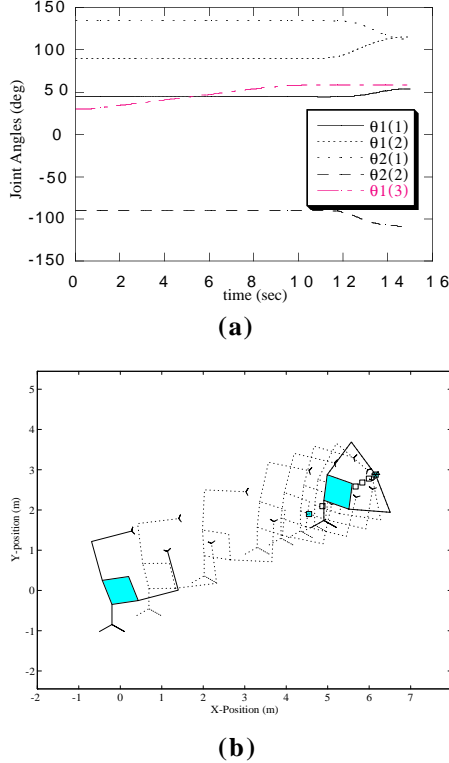 150
100
50
0
-50
-100
-150
Joint Angles (deg)
θ1(1)
θ1(2)
θ2(1)
θ2(2)
θ1(3)
0 2 4 6 8 10 12 14 16
time (sec)
(a)
5
4
3
2
1
0
-1
-2
Y-position (m)
-2 -1 0 1 2 3 4 5 6 7
X-Position (m)
(b)